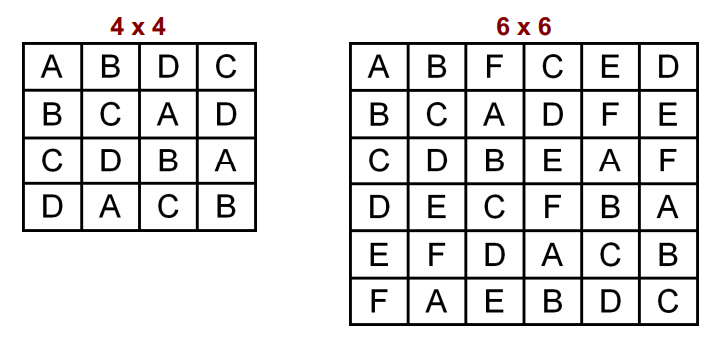 4 x 4
A B D C
B C A D
C D B A
D A C B
6 x 6
A B F C E D
B C A D F E
C D B E A F
D E C F B A
E F D A C B
F A E B D C